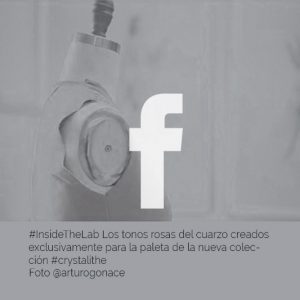 f
#InsideTheLab Los tonos rosas del cuarzo creados
exclusivamente para la paleta de la nueva colec-
ción #crystalithe
Foto @arturogonace